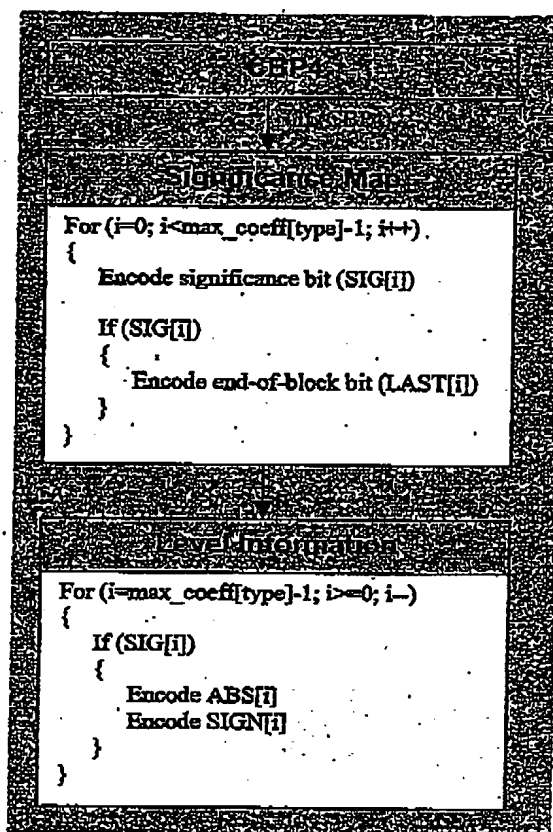 CBP4
Significance Map
For (i=0; i<max_coeff[type]-1; i++)
{
Encode significance bit (SIG[i])
If (SIG[i])
{
Encode end-of-block bit (LAST[i])
}
}
Level Information
For (i=max_coeff[type]-1; i>=0; i--)
{
If (SIG[i])
{
Encode ABS[i]
Encode SIGN[i]
}
}